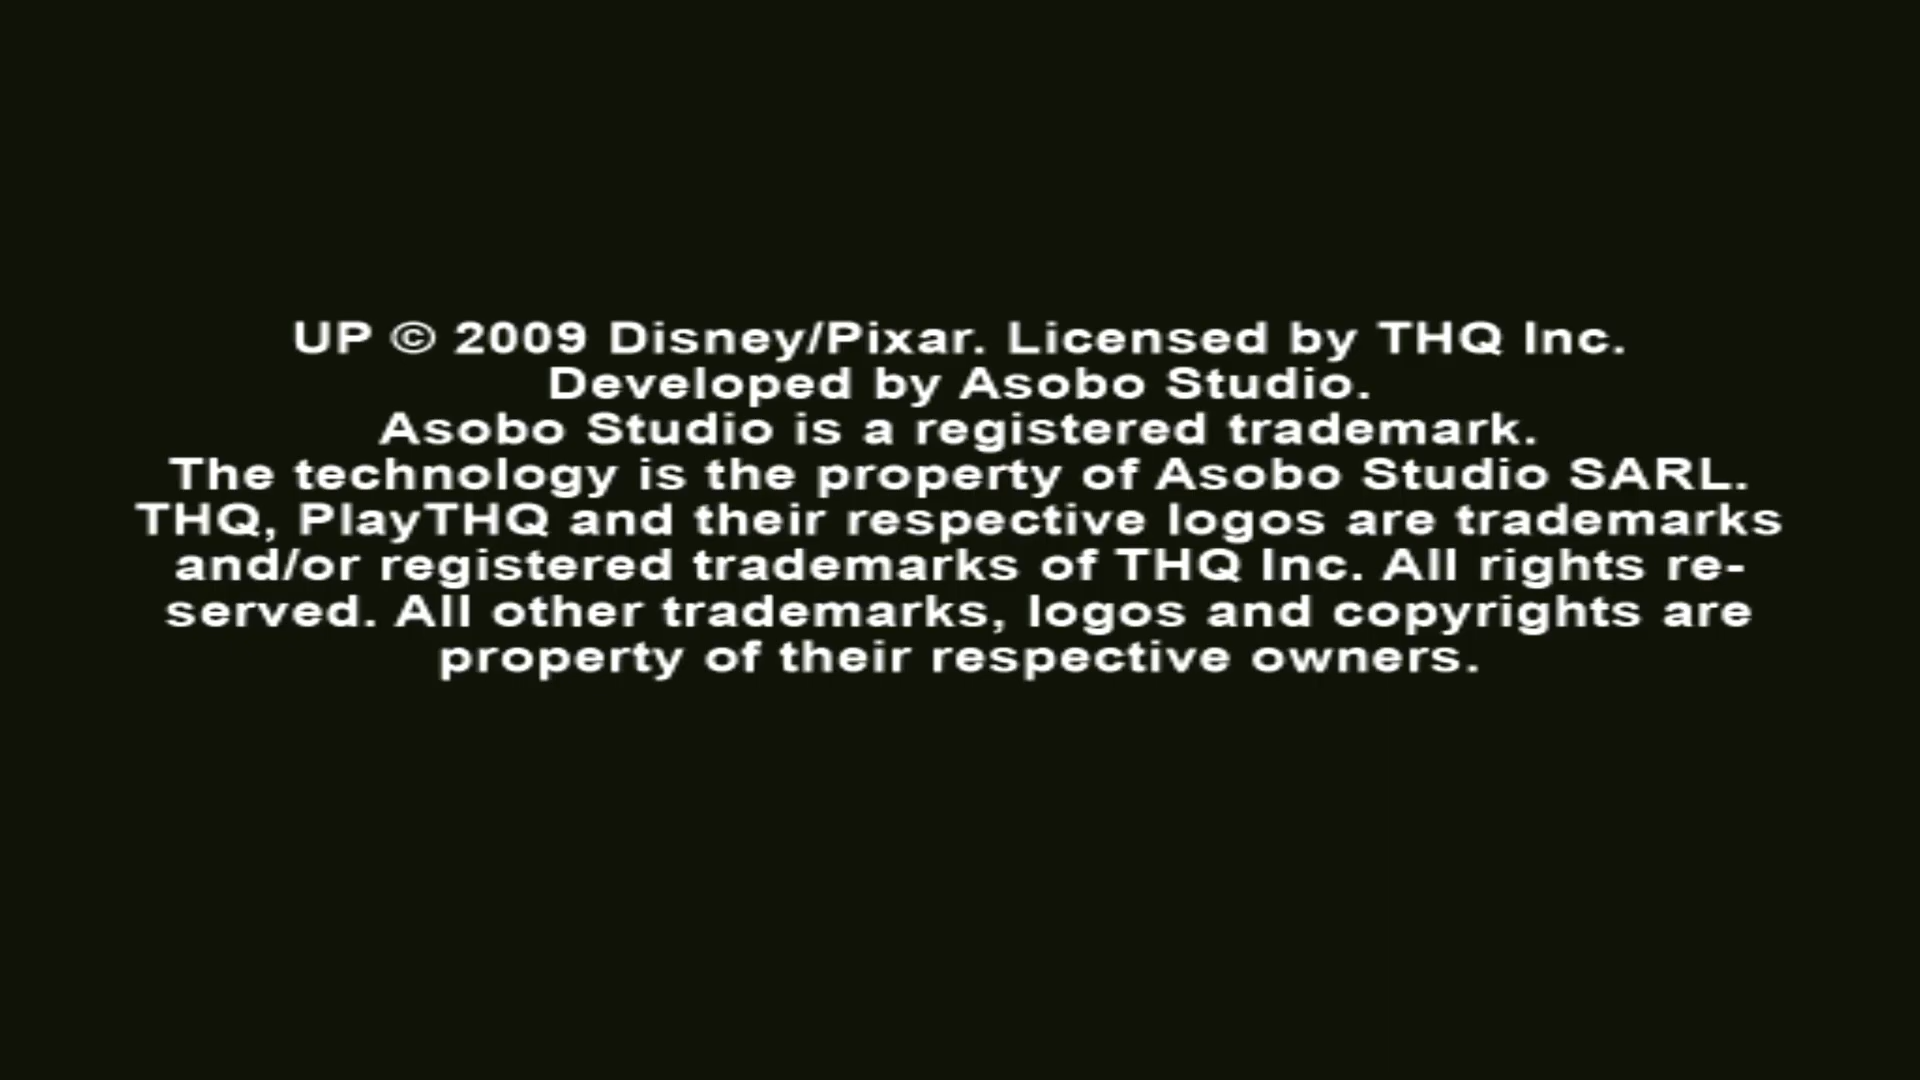 UP © 2009 Disney/Pixar. Licensed by THQ Inc.
Developed by Asobo Studio.
Asobo Studio is a registered trademark.
The technology is the property of Asobo Studio SARL.
THQ, PlayTHQ and their respective logos are trademarks
and/or registered trademarks of THQ Inc. All rights re-
served. All other trademarks, logos and copyrights are
property of their respective owners.